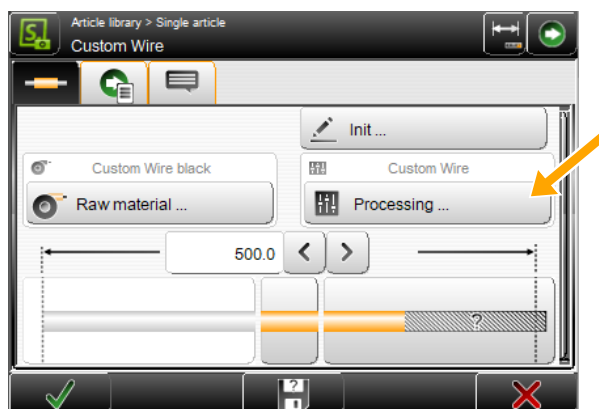 Article library > Single article
Custom Wire
Init ...
Custom Wire black
Custom Wire
Raw material ...
Processing ...
500.0
?
?